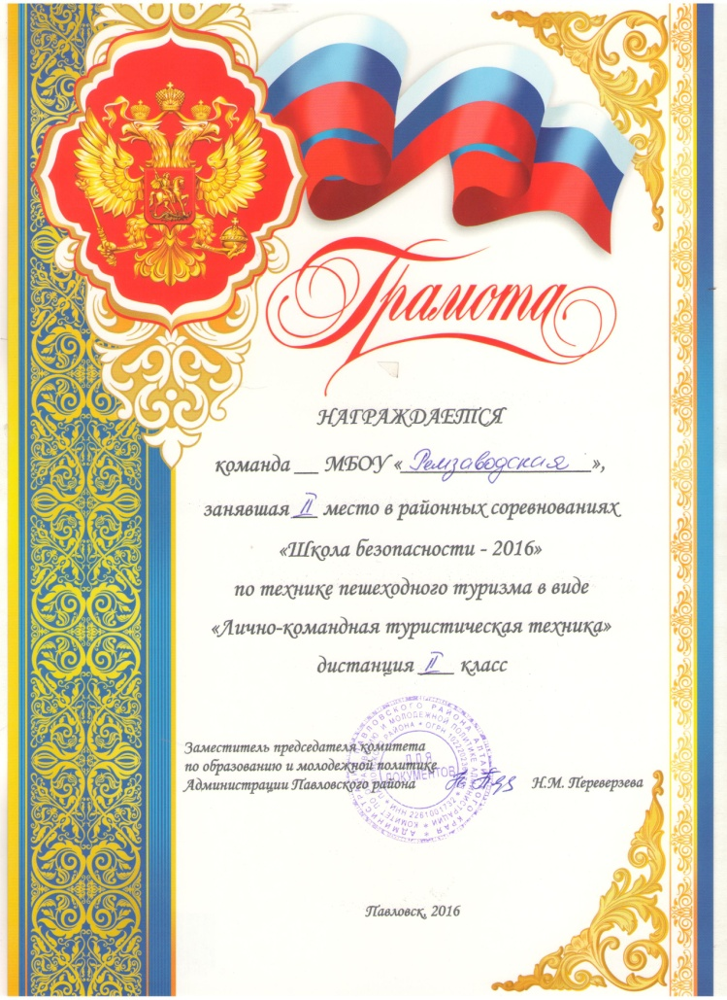 Грамота
НАГРАЖДАЕТСЯ
команда __ МБОУ «Ремзаводская»,
занявшая II место в районных соревнованиях
«Школа безопасности - 2016»
по технике пешеходного туризма в виде
«Лично-командная туристическая техника»
дистанция II класс
Заместитель председателя комитета
по образованию и молодежной политике
Администрации Павловского района
Н.М. Переверзева
ДЛЯ
ДОКУМЕНТОВ
Павловск, 2016